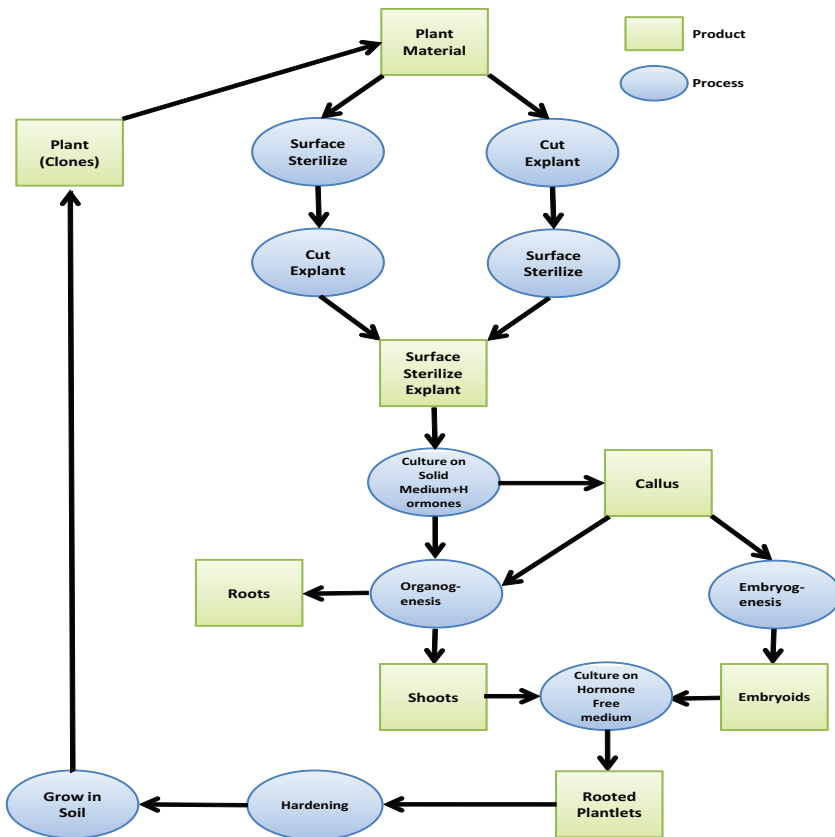 Plant
Material
Product
Process
Plant
(Clones)
Surface
Sterilize
Cut
Explant
Cut
Explant
Surface
Sterilize
Surface
Sterilize
Explant
Culture on
Solid
Medium+H
ormones
Callus
Roots
Organog-
enesis
Embryog-
enesis
Shoots
Culture on
Hormone
Free
medium
Embryoids
Grow in
Soil
Hardening
Rooted
Plantlets